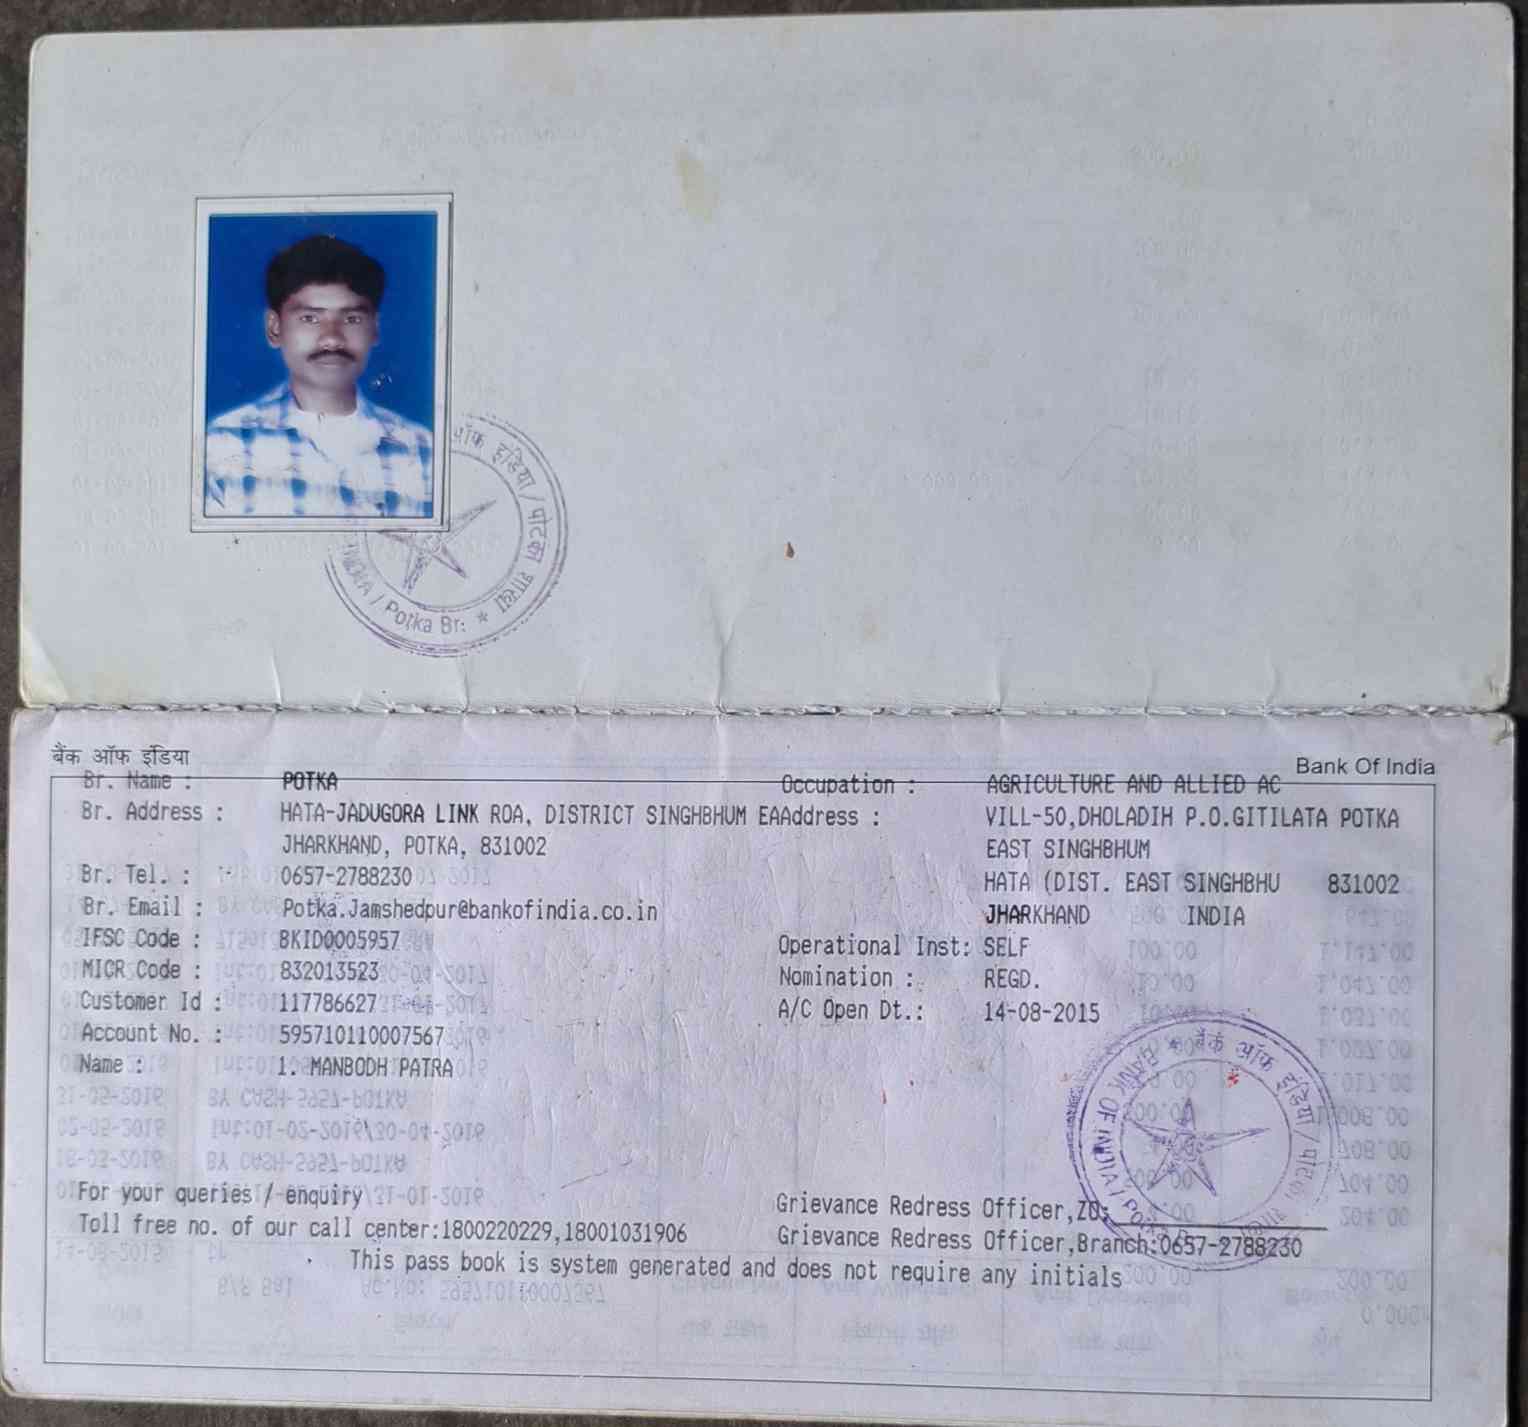 ऑफ इंडिया / पोटका शाखा * INDIA / Potka Br:
बैंक ऑफ इंडिया Bank Of India
Br. Name : POTKA Occupation : AGRICULTURE AND ALLIED AC
Br. Address : HATA-JADUGORA LINK ROA, DISTRICT SINGHBHUM EAAddress : VILL-50,DHOLADIH P.O.GITILATA POTKA
JHARKHAND, POTKA, 831002 EAST SINGHBHUM
Br. Tel. : 0657-2788230 HATA (DIST. EAST SINGHBHU 831002
Br. Email : Potka.Jamshedpur@bankofindia.co.in JHARKHAND INDIA
IFSC Code : BKID0005957 Operational Inst: SELF
MICR Code : 832013523 Nomination : REGD.
Customer Id : 117786627 A/C Open Dt.: 14-08-2015
Account No. : 595710110007567
Name : 1. MANBODH PATRA
बैंक ऑफ इंडिया / पोटका शाखा * BANK OF INDIA / Potka
For your queries / enquiry Grievance Redress Officer,ZO:
Toll free no. of our call center:1800220229,18001031906 Grievance Redress Officer,Branch:0657-2788230
This pass book is system generated and does not require any initials